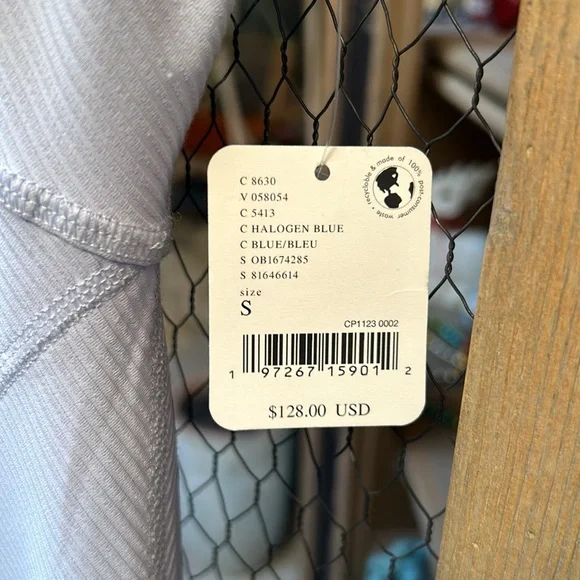 C 8630
V 058054
C 5413
C HALOGEN BLUE
C BLUE/BLEU
S OB1674285
S 81646614
size
S
recyclable & made of 100% post-consumer waste •
CP1123 0002
1 97267 15901 2
$128.00 USD